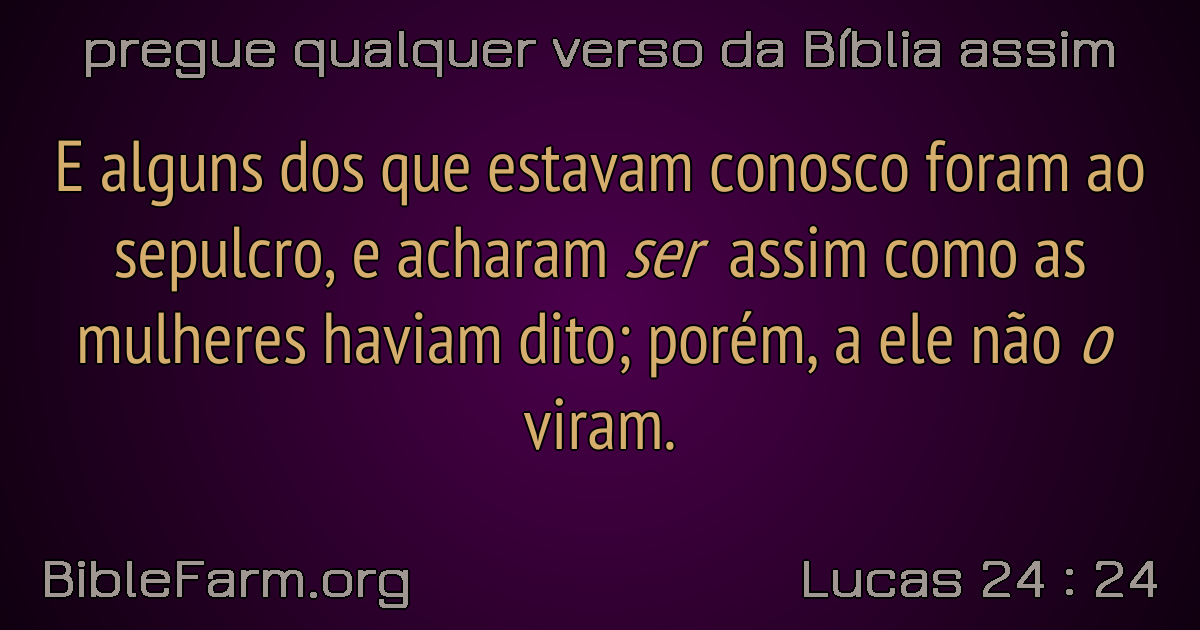 pregue qualquer verso da Bíblia assim
E alguns dos que estavam conosco foram ao
sepulcro, e acharam ser assim como as
mulheres haviam dito; porém, a ele não o
viram.
BibleFarm.org
Lucas 24 : 24